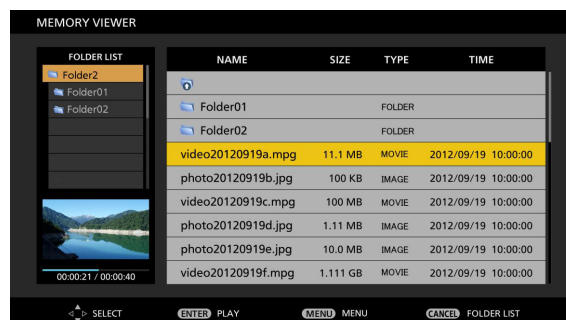 MEMORY VIEWER
FOLDER LIST
Folder2
Folder01
Folder02
00:00:21 / 00:00:40
NAME SIZE TYPE TIME
Folder01 FOLDER
Folder02 FOLDER
video20120919a.mpg 11.1 MB MOVIE 2012/09/19 10:00:00
photo20120919b.jpg 100 KB IMAGE 2012/09/19 10:00:00
video20120919c.mpg 100 MB MOVIE 2012/09/19 10:00:00
photo20120919d.jpg 1.11 MB IMAGE 2012/09/19 10:00:00
photo20120919e.jpg 10.0 MB IMAGE 2012/09/19 10:00:00
video20120919f.mpg 1.111 GB MOVIE 2012/09/19 10:00:00
SELECT ENTER PLAY MENU MENU CANCEL FOLDER LIST